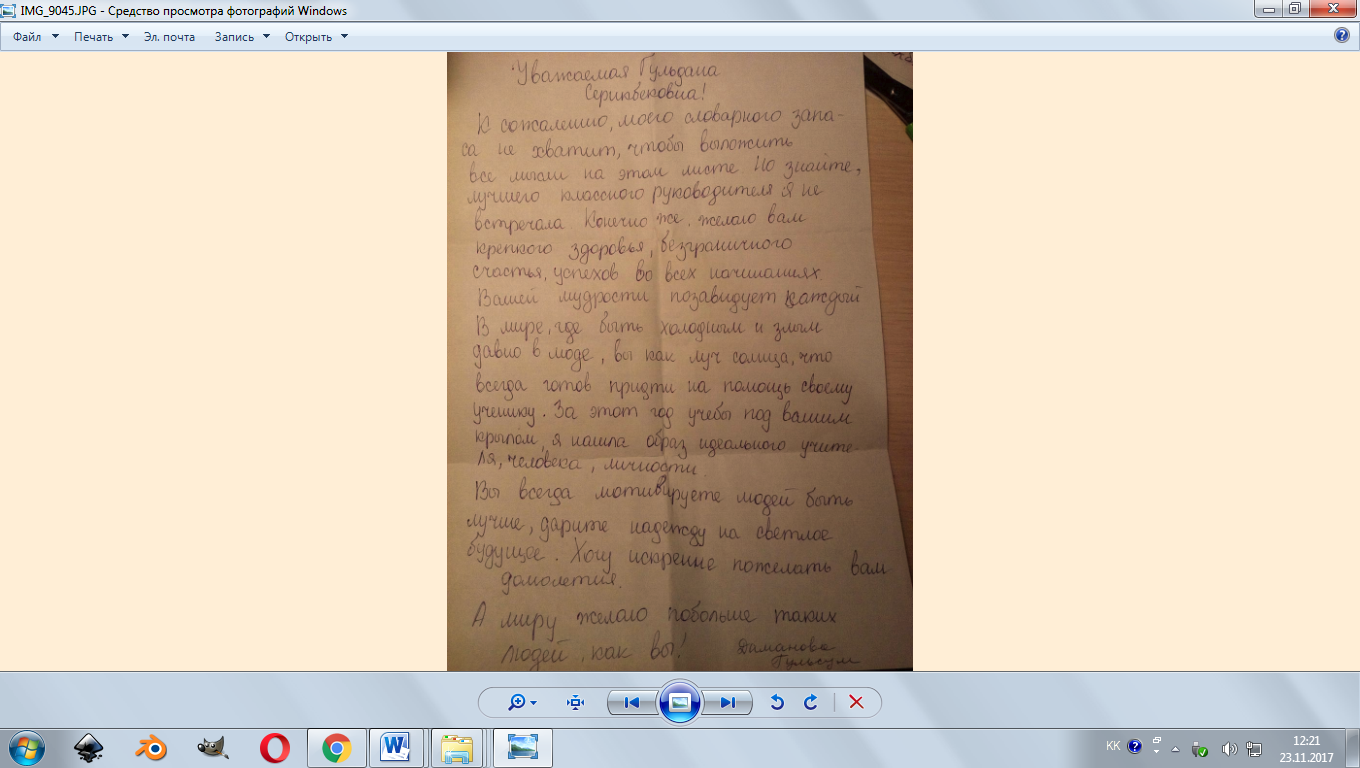 IMG_9045.JPG - Средство просмотра фотографий Windows
Файл Печать Эл. почта Запись Открыть
Уважаемая Гульдана
Серикбековна!
К сожалению, моего словарного запа-
са не хватит, чтобы выложить
все мысли на этом листе. Но знайте,
лучшего классного руководителя я не
встречала. Конечно же, желаю вам
крепкого здоровья, безграничного
счастья, успехов во всех начинаниях.
Вашей мудрости позавидует каждый
В мире, где быть холодным и злым
давно в моде, вы как луч солнца, что
всегда готов придти на помощь своему
ученику. За этот год учебы под вашим
крылом, я нашла образ идеального учите-
ля, человека, личности.
Вы всегда мотивируете людей быть
лучше, дарите надежду на светлое
будущее. Хочу искренне пожелать вам
долголетия.
А миру желаю побольше таких
людей, как вы!
Гульсум
KK
12:21
23.11.2017